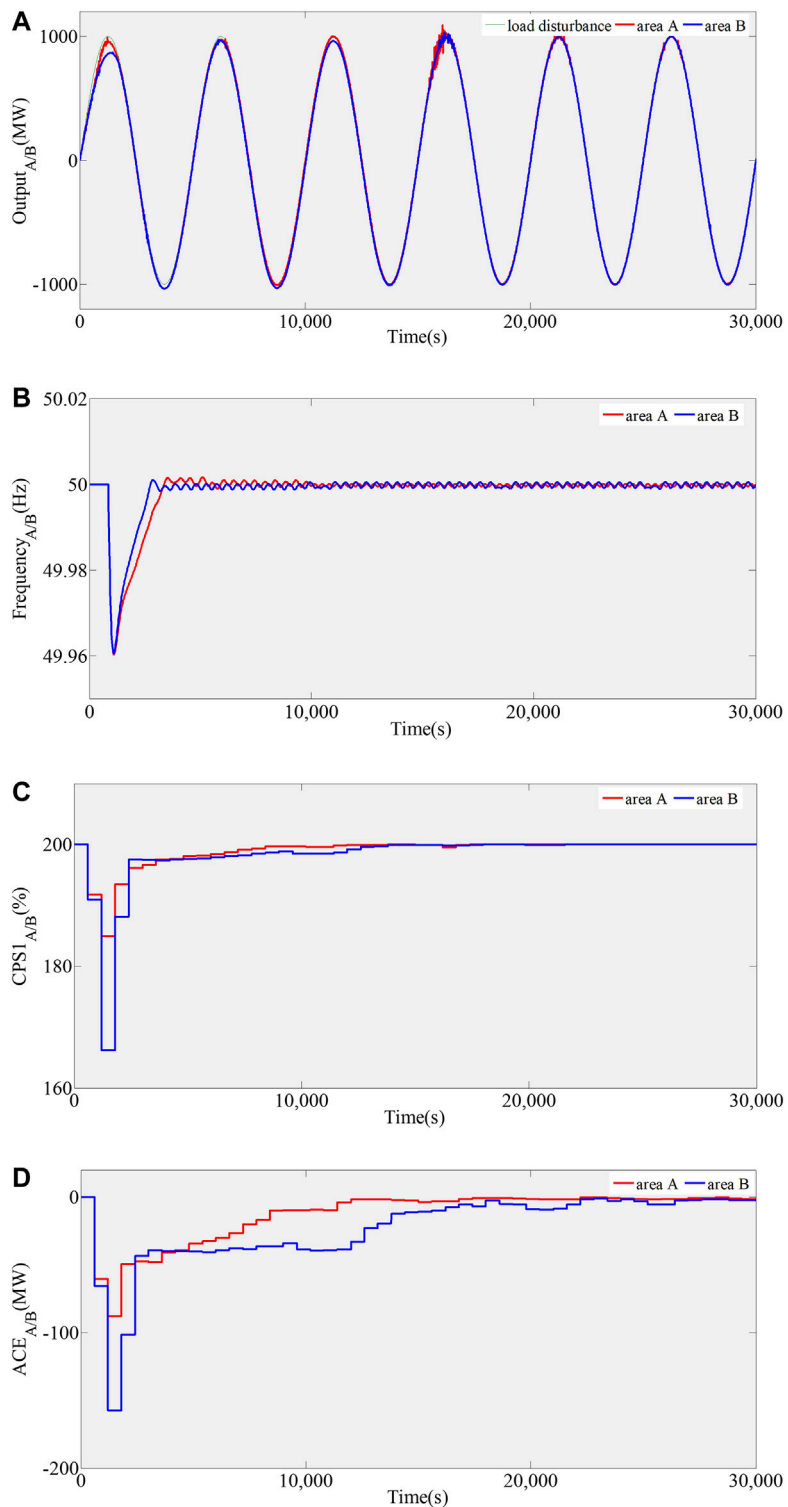 A
load disturbance area A area B
1000
0
-1000
Output A/B (MW)
0 10,000 20,000 30,000
Time(s)
B
area A area B
50.02
50
49.98
49.96
Frequency A/B (Hz)
0 10,000 20,000 30,000
Time(s)
C
area A area B
200
180
160
CPS1 A/B (%)
0 10,000 20,000 30,000
Time(s)
D
area A area B
0
-100
-200
ACE A/B (MW)
0 10,000 20,000 30,000
Time(s)